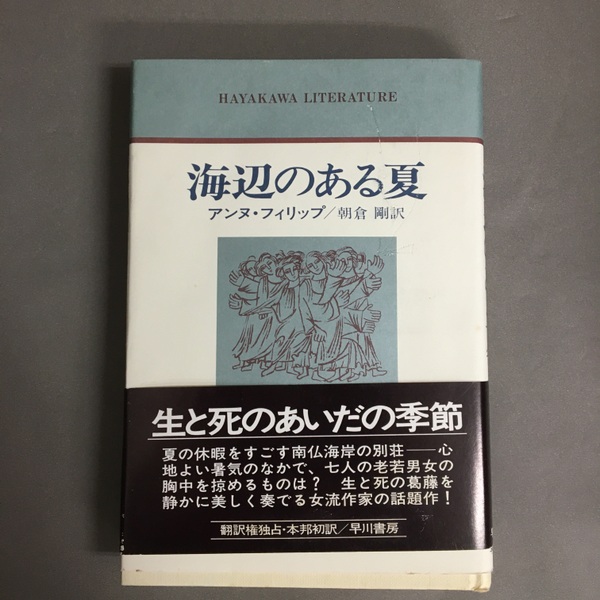 HAYAKAWA LITERATURE
海辺のある夏
アンヌ・フィリップ/朝倉 剛訳
生と死のあいだの季節
夏の休暇をすごす南仏海岸の別荘――心
地よい暑気のなかで、七人の老若男女の
胸中を掠めるものは? 生と死の葛藤を
静かに美しく奏でる女流作家の話題作!
翻訳権独占・本邦初訳/早川書房